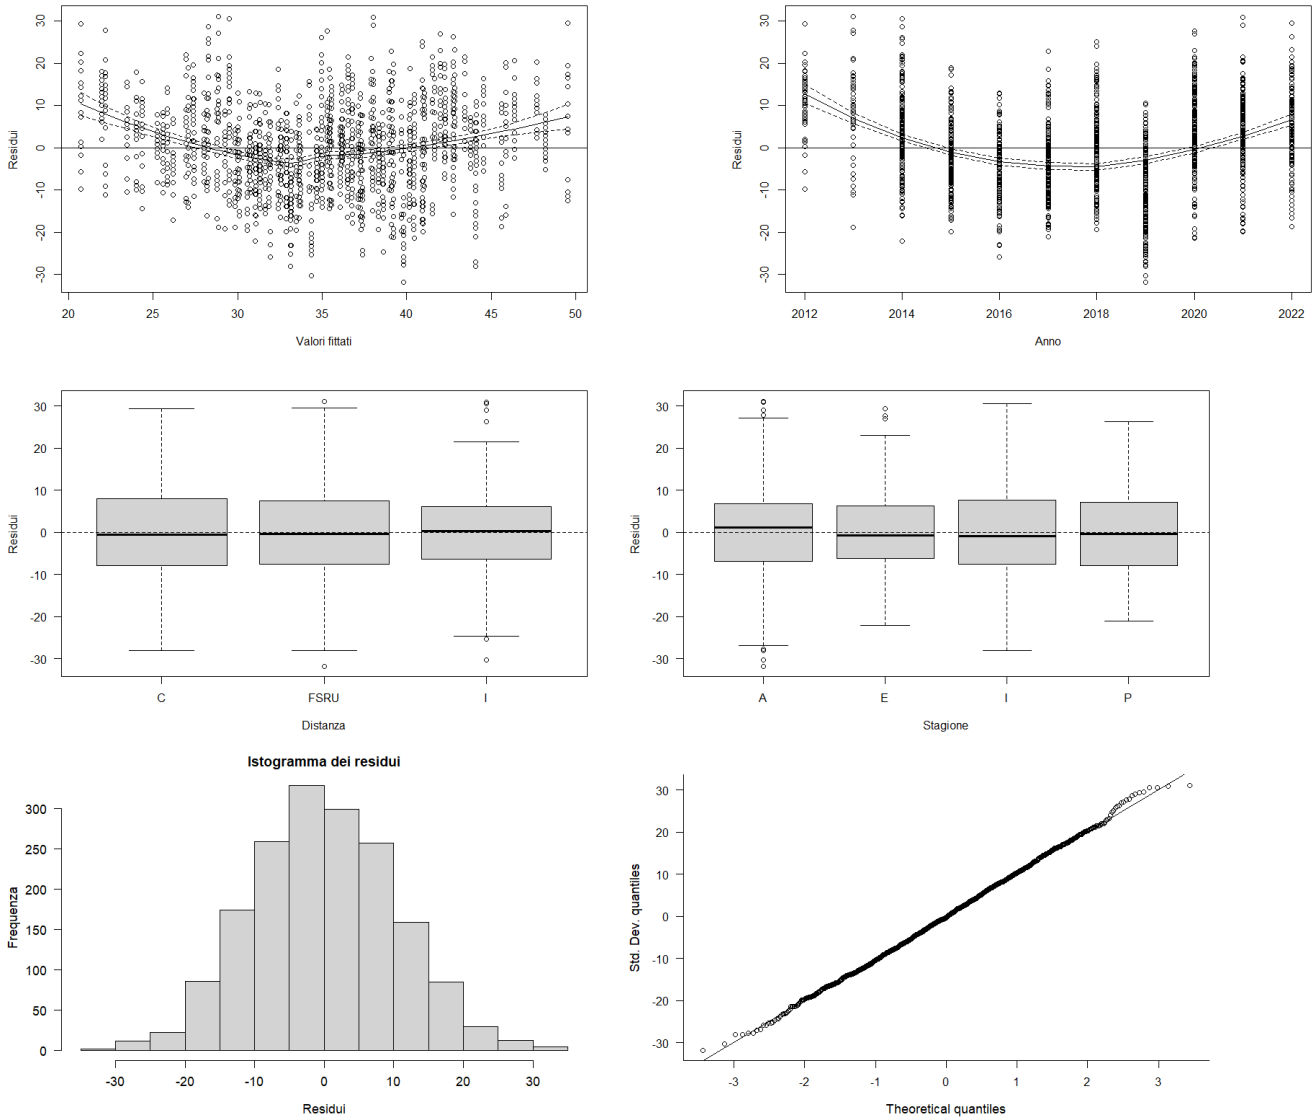 30
20
10
0
-10
-20
-30
Residui
20 25 30 35 40 45 50
Valori fittati
30
20
10
0
-10
-20
-30
Residui
2012 2014 2016 2018 2020 2022
Anno
30
20
10
0
-10
-20
-30
Residui
C FSRU I
Distanza
30
20
10
0
-10
-20
-30
Residui
A E I P
Stagione
Istogramma dei residui
300
250
200
150
100
50
0
Frequenza
-30 -20 -10 0 10 20 30
Residui
30
20
10
0
-10
-20
-30
Std. Dev. quantiles
-3 -2 -1 0 1 2 3
Theoretical quantiles